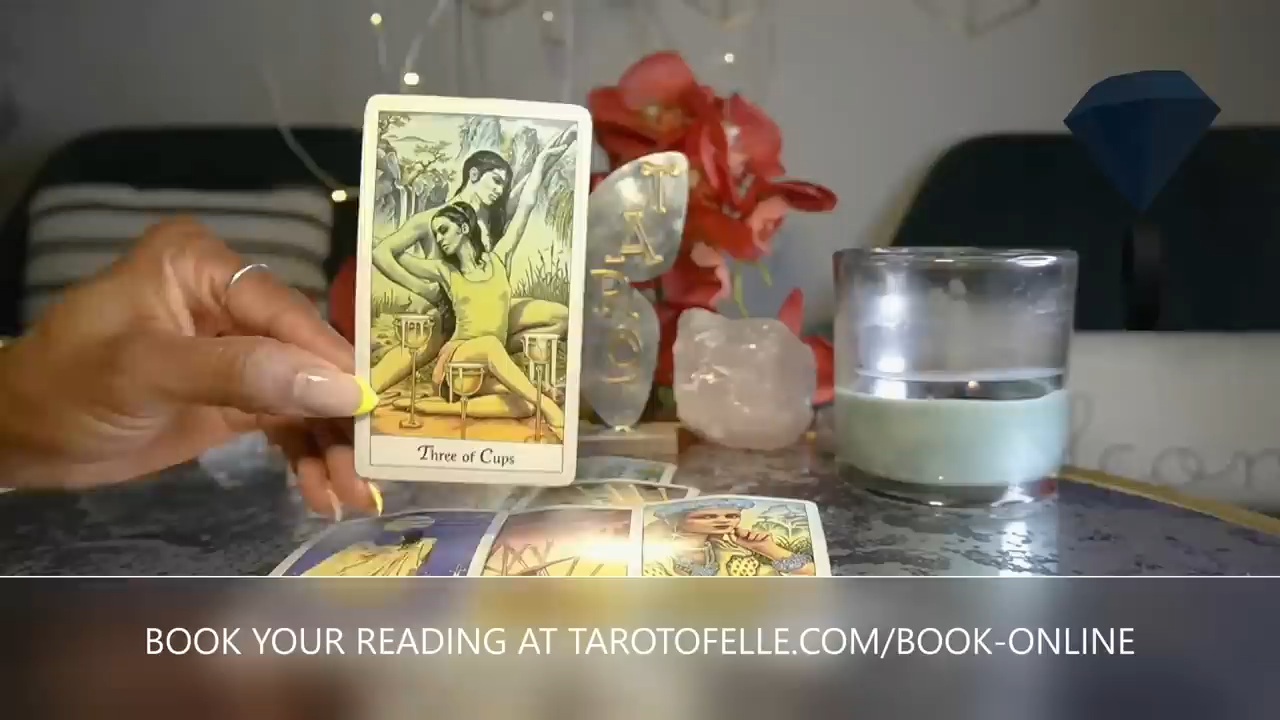 TAROT
Three of Cups
BOOK YOUR READING AT TAROTOFELLE.COM/BOOK-ONLINE